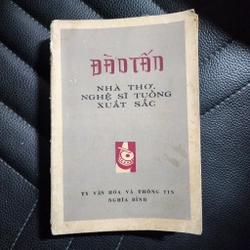 ĐÀO TẤN
NHÀ THƠ,
NGHỆ SĨ TUỒNG
XUẤT SẮC
TY VĂN HÓA VÀ THÔNG TIN
NGHĨA BÌNH